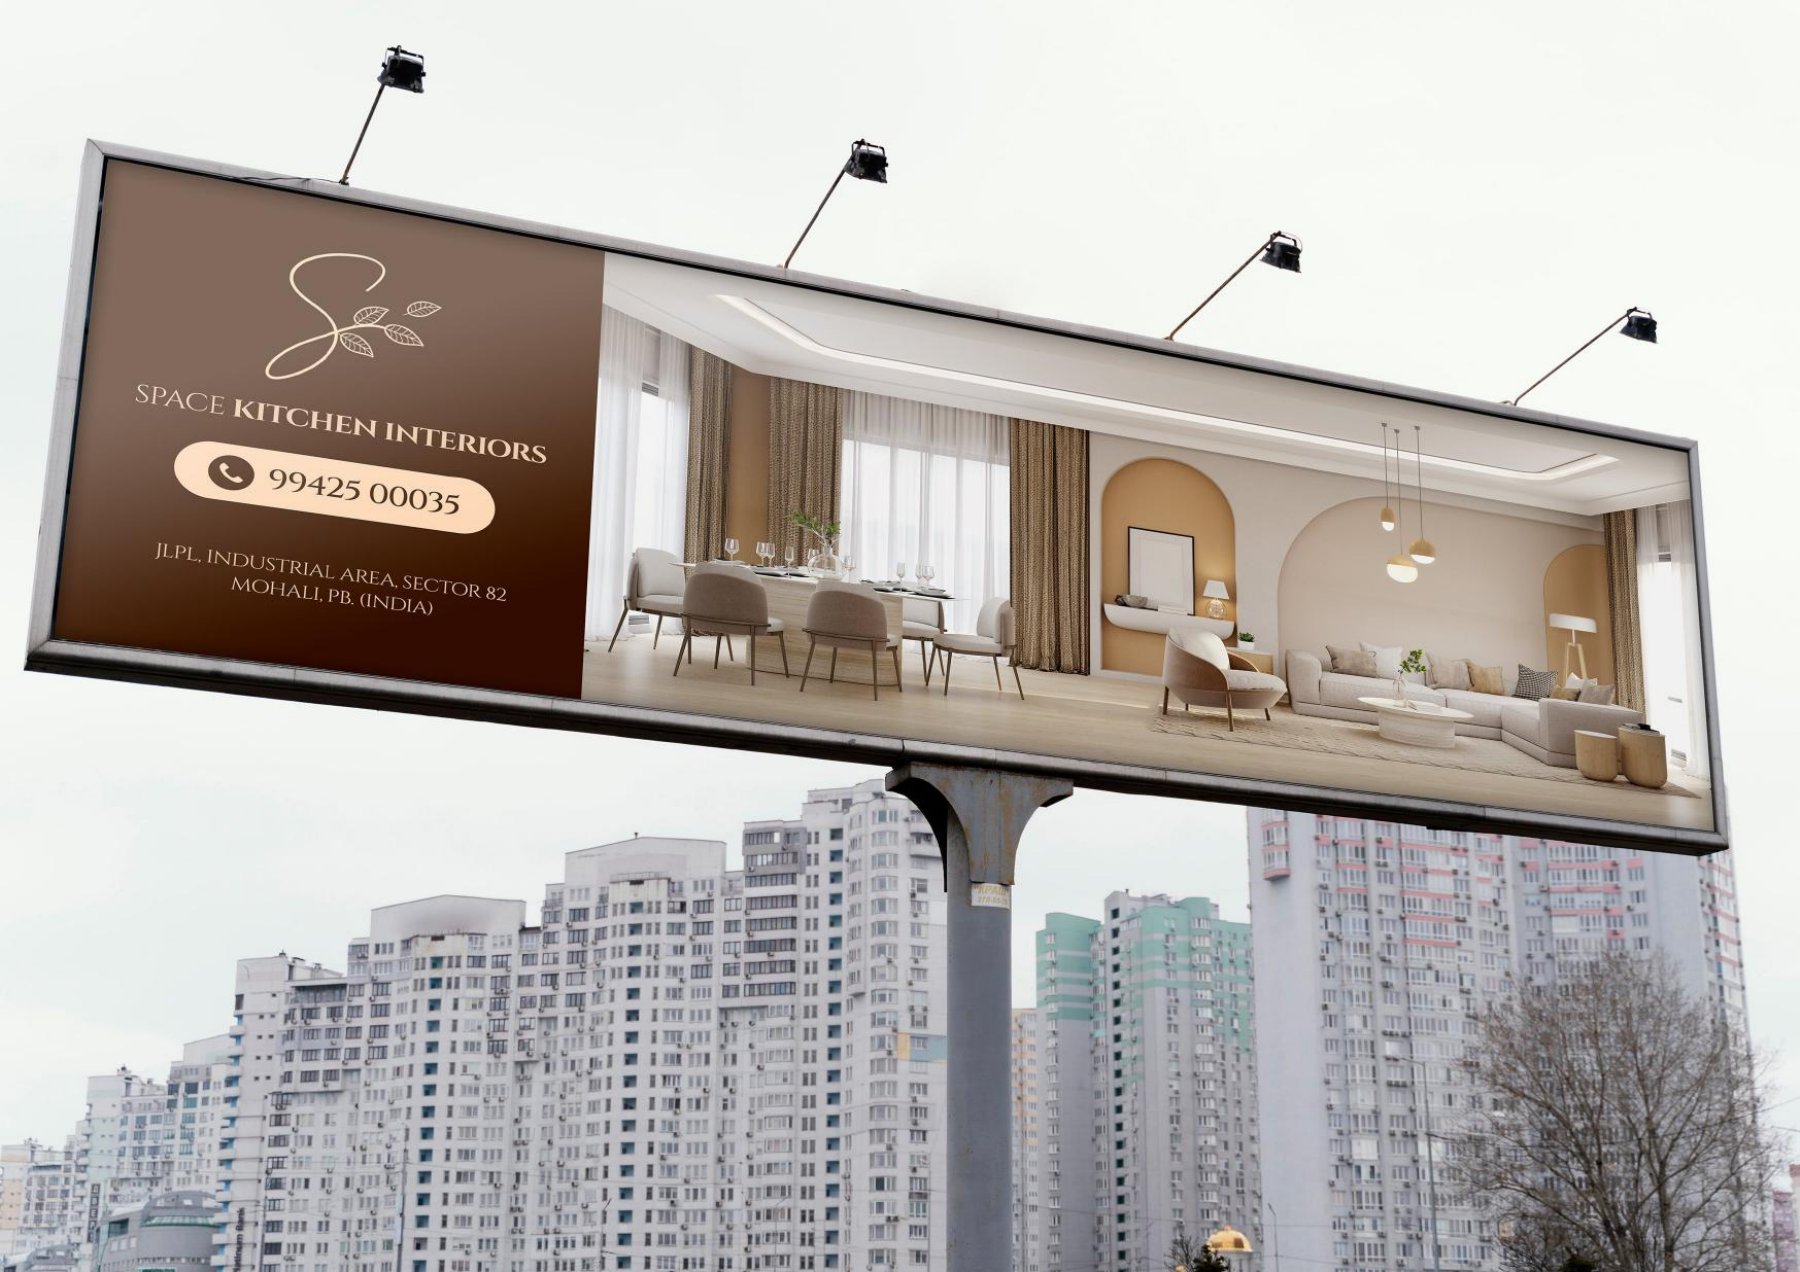 SPACE KITCHEN INTERIORS
99425 00035
JLPL, INDUSTRIAL AREA, SECTOR 82
MOHALI, PB. (INDIA)